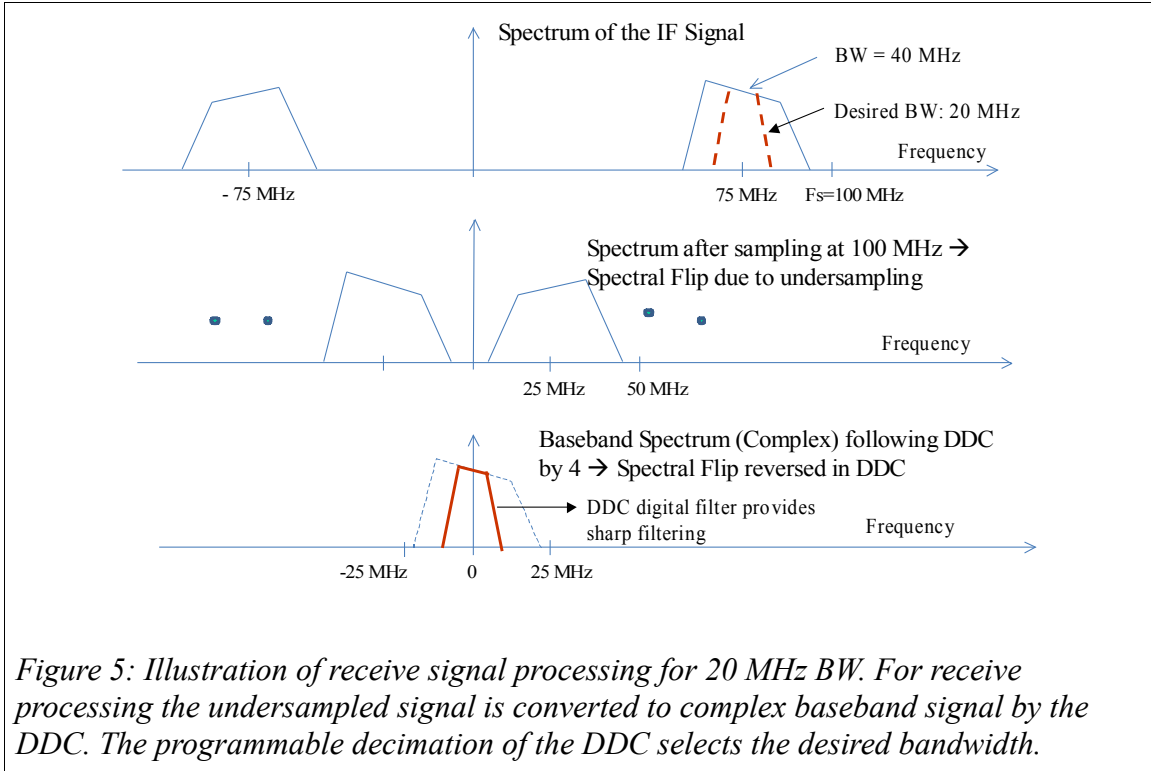 Spectrum of the IF Signal
BW = 40 MHz
Desired BW: 20 MHz
Frequency
- 75 MHz
75 MHz
Fs=100 MHz
Spectrum after sampling at 100 MHz →
Spectral Flip due to undersampling
Frequency
25 MHz
50 MHz
Baseband Spectrum (Complex) following DDC
by 4 → Spectral Flip reversed in DDC
DDC digital filter provides
sharp filtering
Frequency
-25 MHz
0
25 MHz
Figure 5: Illustration of receive signal processing for 20 MHz BW. For receive
processing the undersampled signal is converted to complex baseband signal by the
DDC. The programmable decimation of the DDC selects the desired bandwidth.